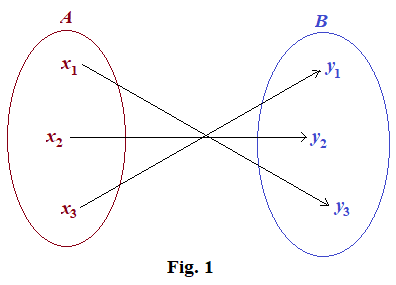 A B
x₁ y₁
x₂ y₂
x₃ y₃
Fig. 1